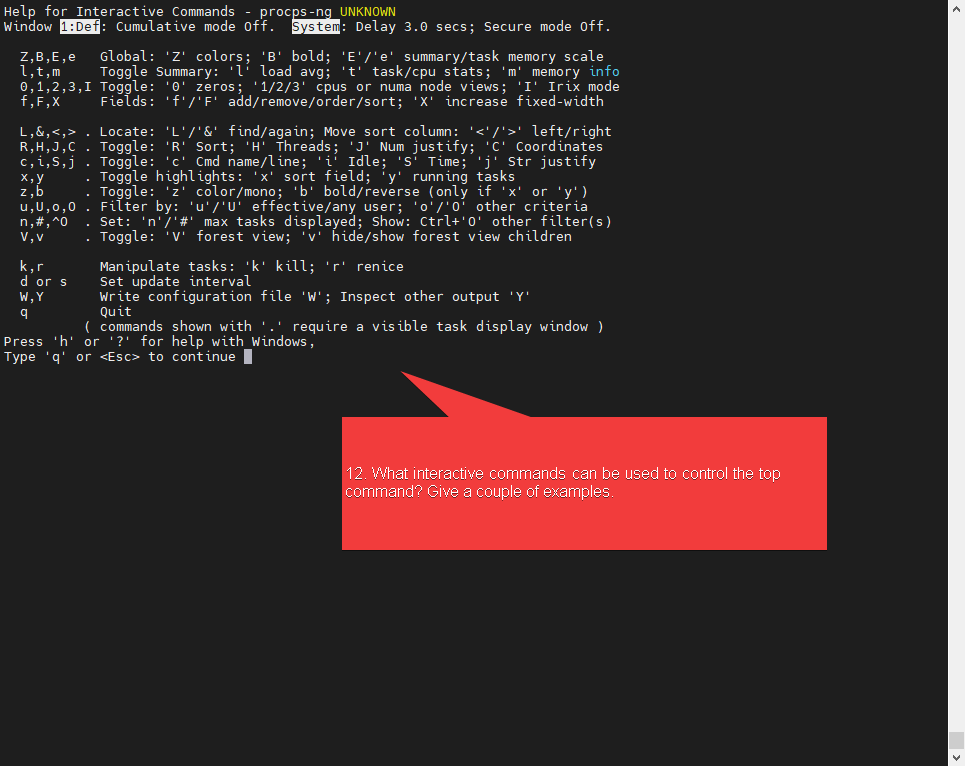 Help for Interactive Commands - procps-ng UNKNOWN
Window 1:Def: Cumulative mode Off.  System: Delay 3.0 secs; Secure mode Off.

  Z,B,E,e   Global: 'Z' colors; 'B' bold; 'E'/'e' summary/task memory scale
  l,t,m     Toggle Summary: 'l' load avg; 't' task/cpu stats; 'm' memory info
  0,1,2,3,I Toggle: '0' zeros; '1/2/3' cpus or numa node views; 'I' Irix mode
  f,F,X     Fields: 'f'/'F' add/remove/order/sort; 'X' increase fixed-width

  L,&,<,> . Locate: 'L'/'&' find/again; Move sort column: '<'/'>' left/right
  R,H,J,C . Toggle: 'R' Sort; 'H' Threads; 'J' Num justify; 'C' Coordinates
  c,i,S,j . Toggle: 'c' Cmd name/line; 'i' Idle; 'S' Time; 'j' Str justify
  x,y     . Toggle highlights: 'x' sort field; 'y' running tasks
  z,b     . Toggle: 'z' color/mono; 'b' bold/reverse (only if 'x' or 'y')
  u,U,o,O . Filter by: 'u'/'U' effective/any user; 'o'/'O' other criteria
  n,#,^O  . Set: 'n'/'#' max tasks displayed; Show: Ctrl+'O' other filter(s)
  V,v     . Toggle: 'V' forest view; 'v' hide/show forest view children

  k,r       Manipulate tasks: 'k' kill; 'r' renice
  d or s    Set update interval
  W,Y       Write configuration file 'W'; Inspect other output 'Y'
  q         Quit
          ( commands shown with '.' require a visible task display window )
Press 'h' or '?' for help with Windows,
Type 'q' or <Esc> to continue
12. What interactive commands can be used to control the top
command? Give a couple of examples.